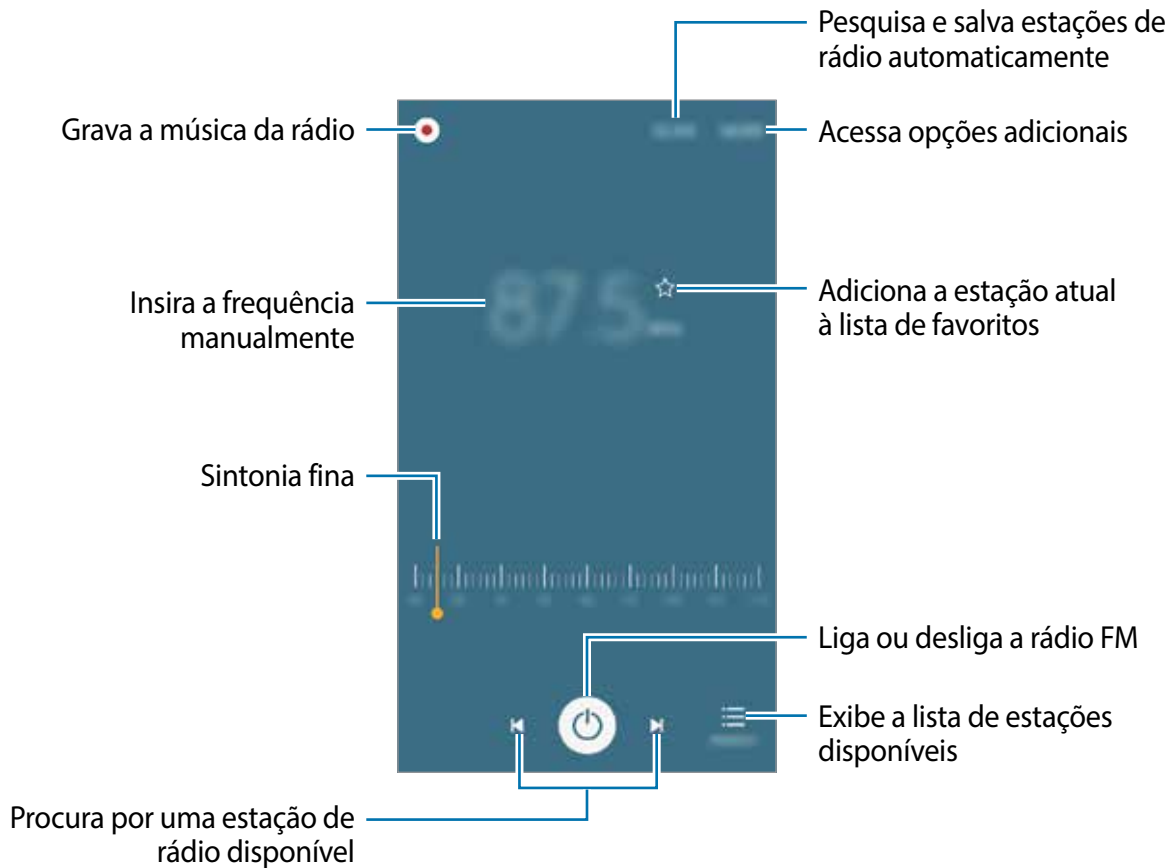 Pesquisa e salva estações de
rádio automaticamente
Grava a música da rádio
Acessa opções adicionais
87.5
Insira a frequência
manualmente
Adiciona a estação atual
à lista de favoritos
Sintonia fina
Liga ou desliga a rádio FM
Exibe a lista de estações
disponíveis
Procura por uma estação de
rádio disponível